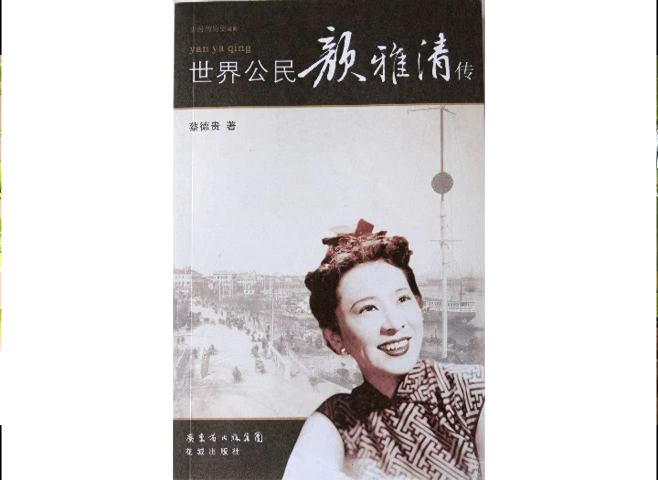 yan ya qing
世界公民颜雅清传
蔡德贵 著
广东省出版集团
花城出版社